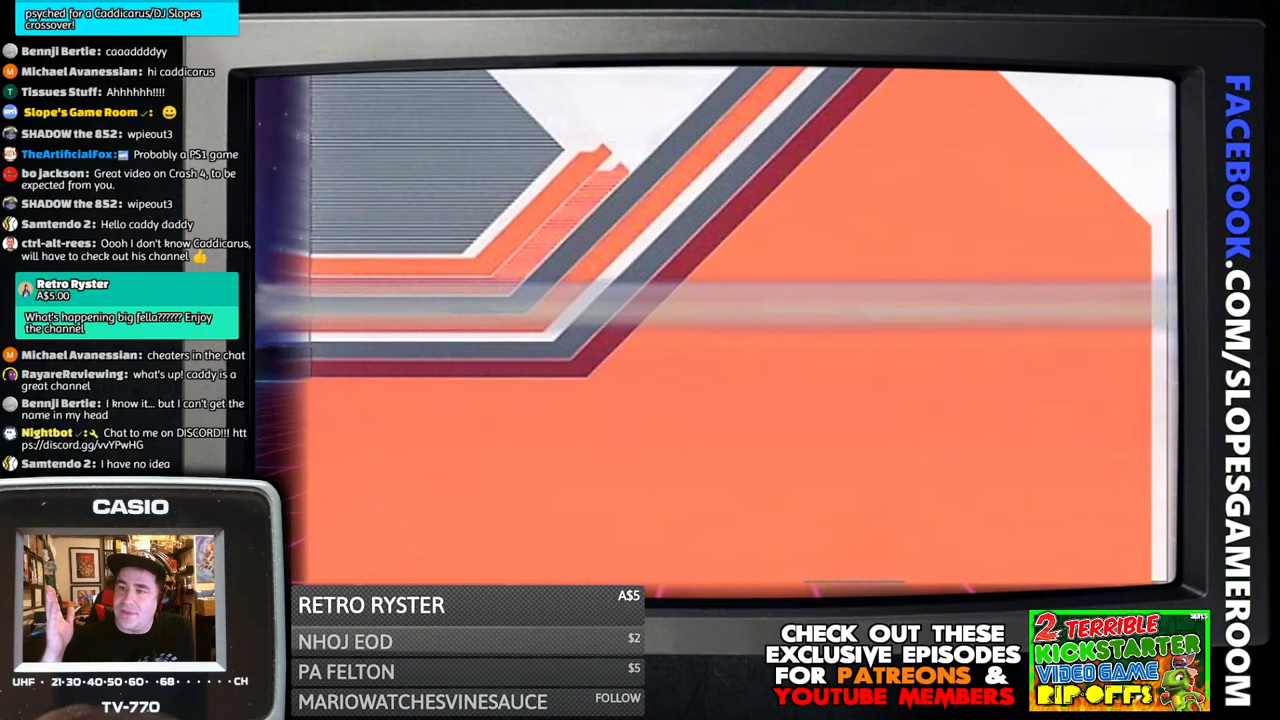 psyched for a Caddicarus/DJ Slopes
crossover!
Bennji Bertie: caaaddddyy
Michael Avanessian: hi caddicarus
Tissues Stuff: Ahhhhhh!!!!
Slope's Game Room ✓: 😀
SHADOW the 852: wpieout3
TheArtificialFox: Probably a PS1 game
bo jackson: Great video on Crash 4, to be
expected from you.
SHADOW the 852: wipeout3
Samtendo 2: Hello caddy daddy
ctrl-alt-rees: Oooh I don't know Caddicarus,
will have to check out his channel 👍
Retro Ryster
A$5.00
What's happening big fella?????? Enjoy
the channel
Michael Avanessian: cheaters in the chat
RayareReviewing: what's up! caddy is a
great channel
Bennji Bertie: I know it... but I can't get the
name in my head
Nightbot ✓: Chat to me on DISCORD!!! htt
ps://discord.gg/vvYPwHG
Samtendo 2: I have no idea
CASIO
UHF · 21·30·40·50·60 · ·68 · · · · · · CH
TV-770
RETRO RYSTER A$5
NHOJ EOD $2
PA FELTON $5
MARIOWATCHESVINESAUCE FOLLOW
CHECK OUT THESE
EXCLUSIVE EPISODES
FOR PATREONS &
YOUTUBE MEMBERS
2 TERRIBLE
KICKSTARTER
VIDEO GAME
RIP-OFFS
FACEBOOK.COM/SLOPESGAMEROOM